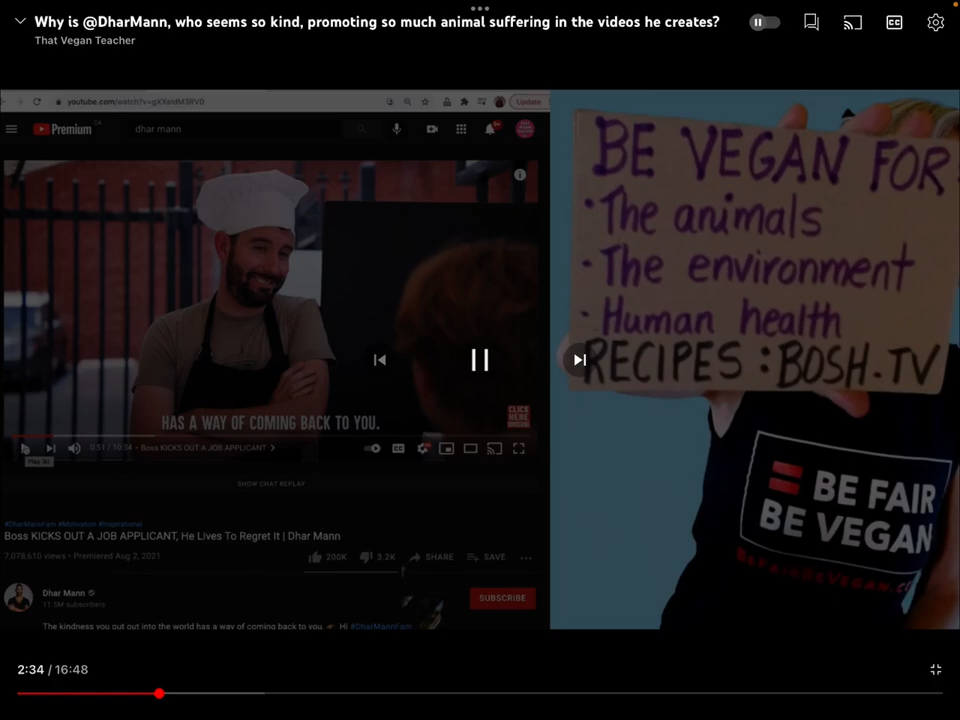 Why is @DharMann, who seems so kind, promoting so much animal suffering in the videos he creates?
That Vegan Teacher
Update
Premium CA
dhar mann
9+
HAS A WAY OF COMING BACK TO YOU.
CLICK
HERE
SUBSCRIBE
0:51 / 10:34 • Boss KICKS OUT A JOB APPLICANT
SHOW CHAT REPLAY
#DharMannFam #Motivation #Inspirational
Boss KICKS OUT A JOB APPLICANT, He Lives To Regret It | Dhar Mann
7,078,610 views • Premiered Aug 2, 2021
200K
3.2K
SHARE
SAVE
Dhar Mann
11.5M subscribers
SUBSCRIBE
The kindness you put out into the world has a way of coming back to you. Hi #DharMannFam
BE VEGAN FOR
• The animals
• The environment
• Human health
RECIPES : BOSH.TV
BE FAIR
BE VEGAN
2:34 / 16:48